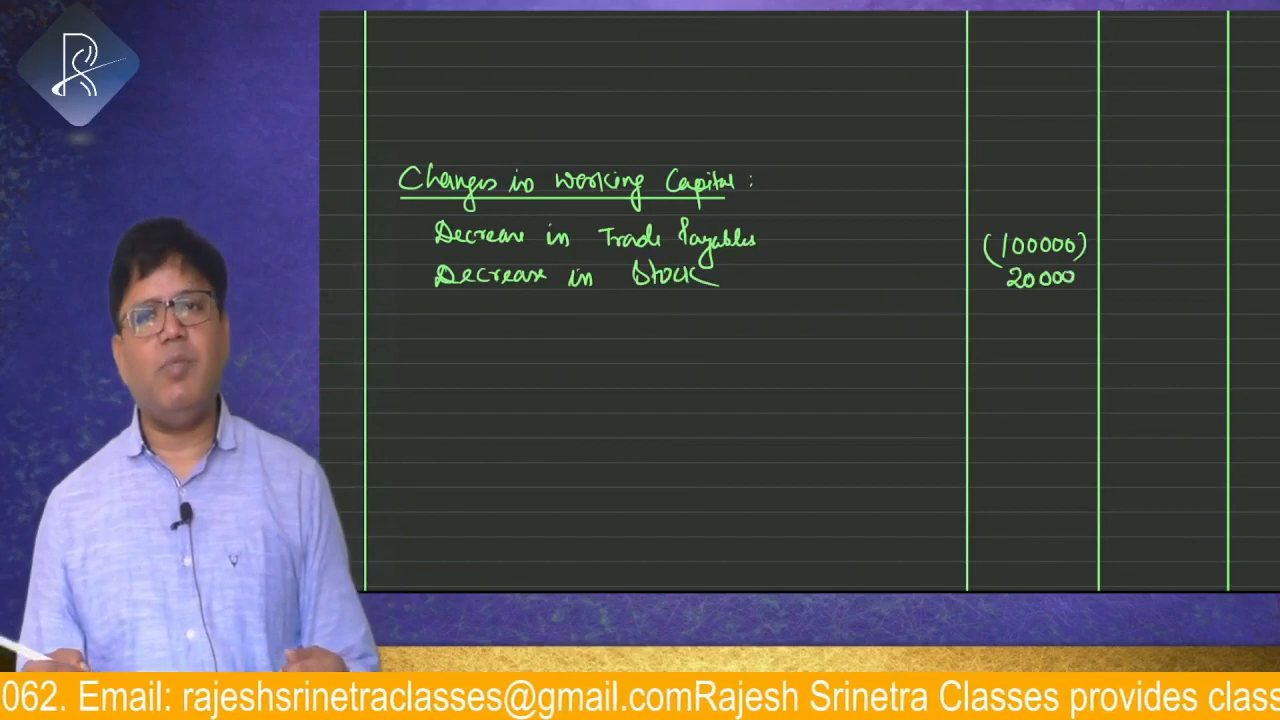 RS
Changes in working Capital :
Decrease in Trade Payables (100000)
Decrease in Stock 20000
062. Email: rajeshsrinetraclasses@gmail.comRajesh Srinetra Classes provides class